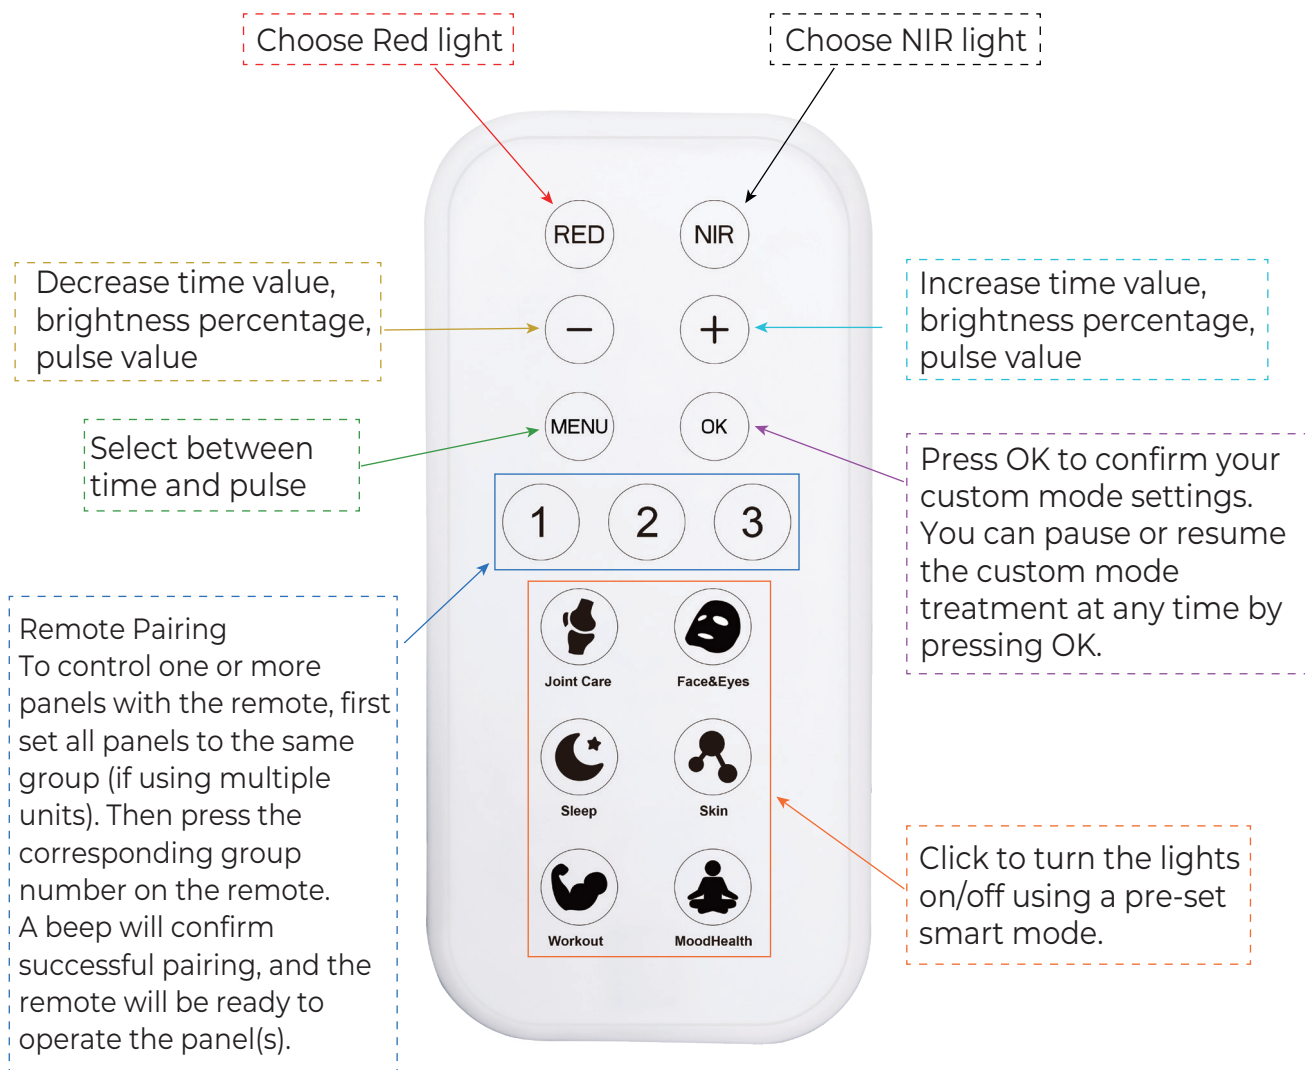 Choose Red light
Choose NIR light
RED
NIR
Decrease time value,
brightness percentage,
pulse value
−
+
Increase time value,
brightness percentage,
pulse value
MENU
OK
Select between
time and pulse
Press OK to confirm your
custom mode settings.
You can pause or resume
the custom mode
treatment at any time by
pressing OK.
1
2
3
Remote Pairing
To control one or more
panels with the remote, first
set all panels to the same
group (if using multiple
units). Then press the
corresponding group
number on the remote.
A beep will confirm
successful pairing, and the
remote will be ready to
operate the panel(s).
Joint Care
Face&Eyes
Sleep
Skin
Workout
MoodHealth
Click to turn the lights
on/off using a pre-set
smart mode.